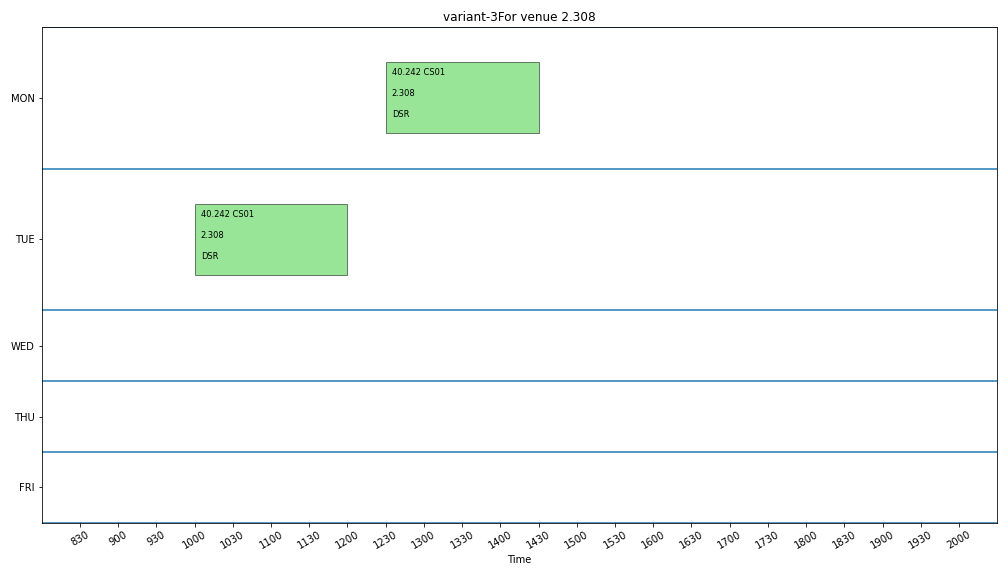 variant-3For venue 2.308
MON
40.242 CS01
2.308
DSR
TUE
40.242 CS01
2.308
DSR
WED
THU
FRI
830 900 930 1000 1030 1100 1130 1200 1230 1300 1330 1400 1430 1500 1530 1600 1630 1700 1730 1800 1830 1900 1930 2000
Time